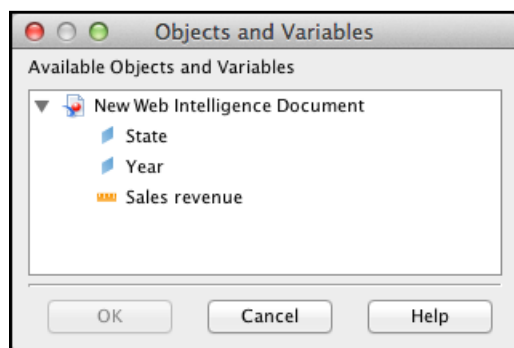 Objects and Variables
Available Objects and Variables
New Web Intelligence Document
State
Year
Sales revenue
OK Cancel Help